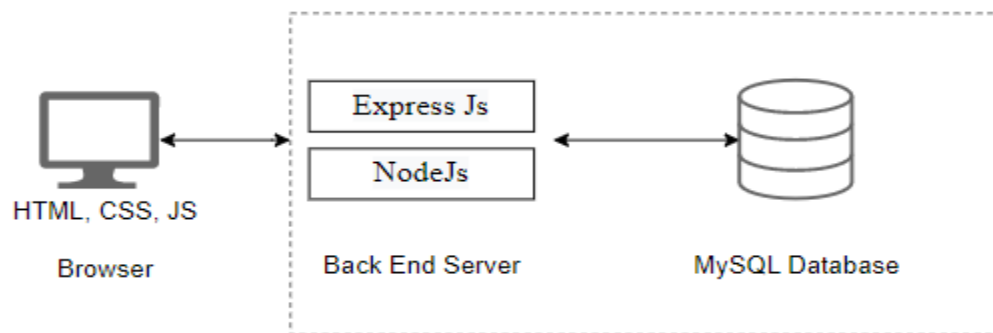 Express Js
NodeJs
HTML, CSS, JS
Browser
Back End Server
MySQL Database